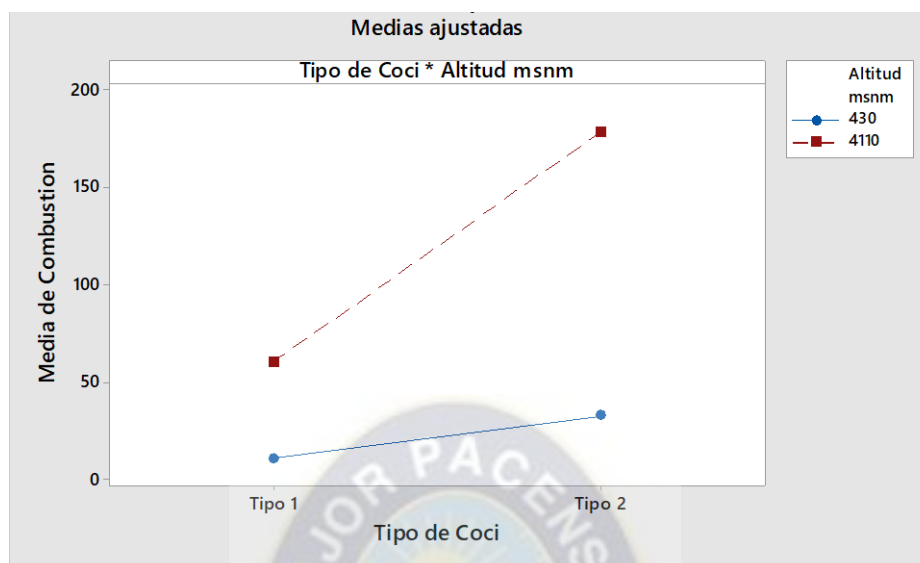 Medias ajustadas
Tipo de Coci * Altitud msnm
200
150
100
50
0
Media de Combustion
Tipo 1
Tipo 2
Tipo de Coci
Altitud
msnm
430
4110
JOR PACENS